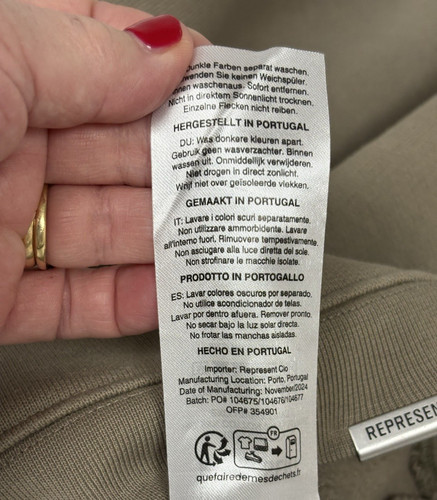 Dunkle Farben separat waschen.
Verwenden Sie keinen Weichspüler.
Innen waschenaus. Sofort entfernen.
Nicht in direktem Sonnenlicht trocknen.
Einzelne Flecken nicht reiben.
HERGESTELLT IN PORTUGAL
DU: Was donkere kleuren apart.
Gebruik geen wasverzachter. Binnen
wassen uit. Onmiddellijk verwijderen.
Niet drogen in direct zonlicht.
Wrijf niet over geïsoleerde vlekken.
GEMAAKT IN PORTUGAL
IT: Lavare i colori scuri separatamente.
Non utilizzare ammorbidente. Lavare
all'interno fuori. Rimuovere tempestivamente.
Non asciugare alla luce diretta del sole.
Non strofinare le macchie isolate.
PRODOTTO IN PORTOGALLO
ES: Lavar colores oscuros por separado.
No utilice acondicionador de telas.
Lavar por dentro afuera. Remover pronto.
No secar bajo la luz solar directa.
No frotar las manchas aisladas.
HECHO EN PORTUGAL
Importer: Represent Clo
Manufacturing Location: Porto, Portugal
Date of Manufacturing: November/2024
Batch: PO# 104675/104676/104677
OFP# 354901
FR
quefairedemesdechets.fr
REPRESEN